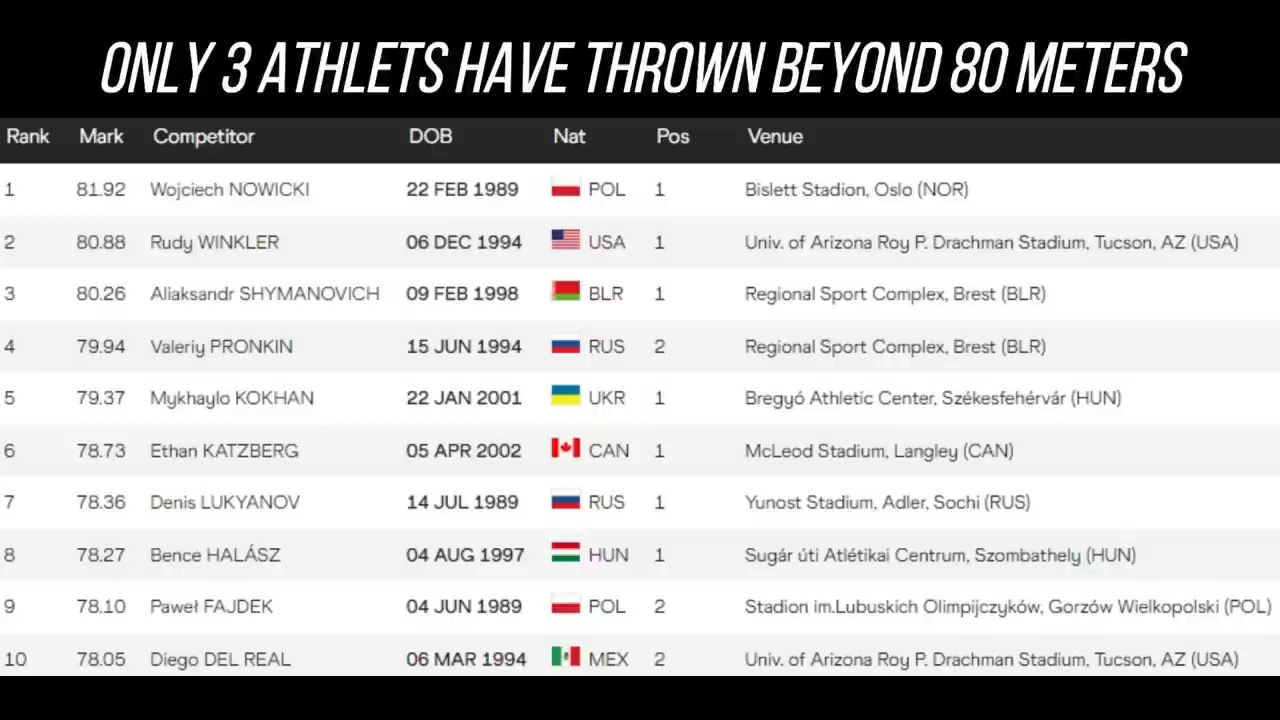 ONLY 3 ATHLETS HAVE THROWN BEYOND 80 METERS
Rank Mark Competitor DOB Nat Pos Venue
1 81.92 Wojciech NOWICKI 22 FEB 1989 POL 1 Bislett Stadion, Oslo (NOR)
2 80.88 Rudy WINKLER 06 DEC 1994 USA 1 Univ. of Arizona Roy P. Drachman Stadium, Tucson, AZ (USA)
3 80.26 Aliaksandr SHYMANOVICH 09 FEB 1998 BLR 1 Regional Sport Complex, Brest (BLR)
4 79.94 Valeriy PRONKIN 15 JUN 1994 RUS 2 Regional Sport Complex, Brest (BLR)
5 79.37 Mykhaylo KOKHAN 22 JAN 2001 UKR 1 Bregyó Athletic Center, Székesfehérvár (HUN)
6 78.73 Ethan KATZBERG 05 APR 2002 CAN 1 McLeod Stadium, Langley (CAN)
7 78.36 Denis LUKYANOV 14 JUL 1989 RUS 1 Yunost Stadium, Adler, Sochi (RUS)
8 78.27 Bence HALÁSZ 04 AUG 1997 HUN 1 Sugár úti Atlétikai Centrum, Szombathely (HUN)
9 78.10 Paweł FAJDEK 04 JUN 1989 POL 2 Stadion im.Lubuskich Olimpijczyków, Gorzów Wielkopolski (POL)
10 78.05 Diego DEL REAL 06 MAR 1994 MEX 2 Univ. of Arizona Roy P. Drachman Stadium, Tucson, AZ (USA)